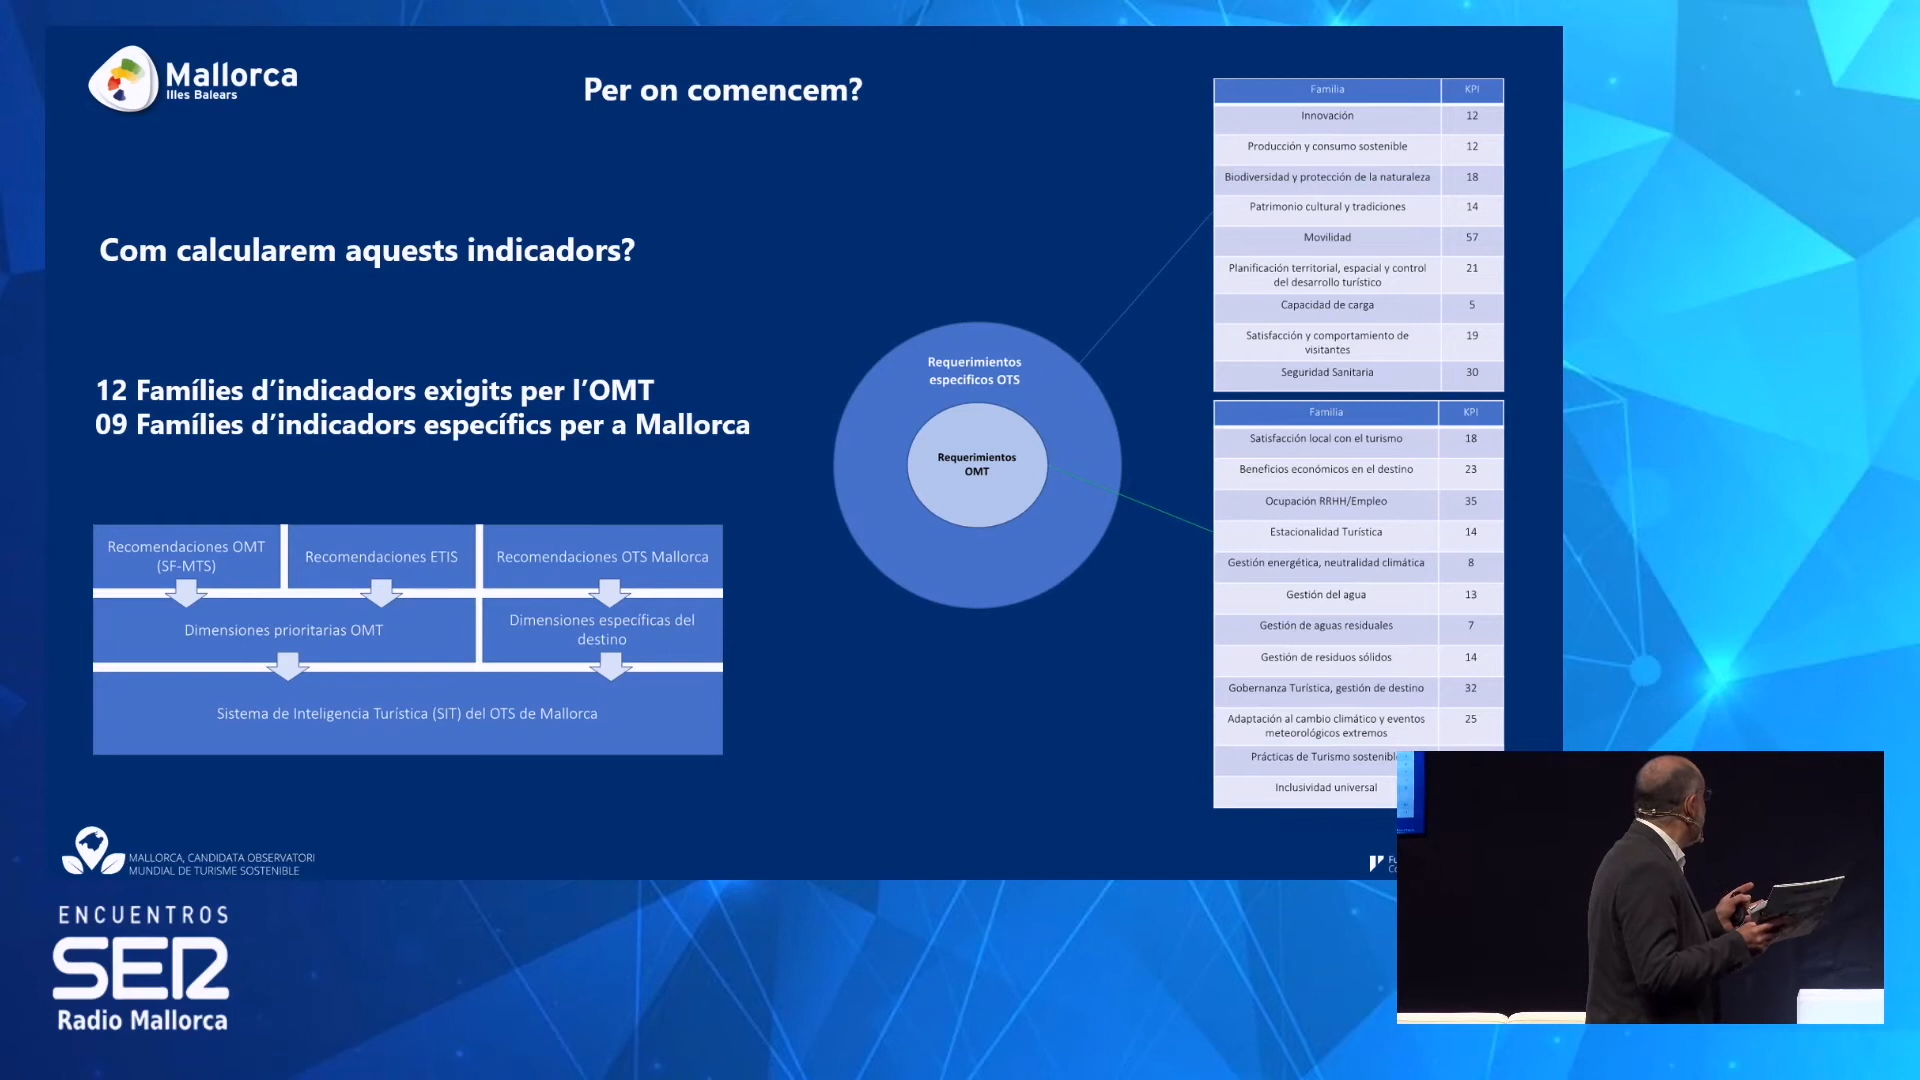 Mallorca
Illes Balears
Per on comencem?
Com calcularem aquests indicadors?
12 Famílies d’indicadors exigits per l’OMT
09 Famílies d’indicadors específics per a Mallorca
Recomendaciones OMT
(SF-MTS)
Recomendaciones ETIS
Recomendaciones OTS Mallorca
Dimensiones prioritarias OMT
Dimensiones específicas del
destino
Sistema de Inteligencia Turística (SIT) del OTS de Mallorca
Requerimientos
especificos OTS
Requerimientos
OMT
Familia KPI
Innovación 12
Producción y consumo sostenible 12
Biodiversidad y protección de la naturaleza 18
Patrimonio cultural y tradiciones 14
Movilidad 57
Planificación territorial, espacial y control
del desarrollo turístico 21
Capacidad de carga 5
Satisfacción y comportamiento de
visitantes 19
Seguridad Sanitaria 30
Familia KPI
Satisfacción local con el turismo 18
Beneficios económicos en el destino 23
Ocupación RRHH/Empleo 35
Estacionalidad Turística 14
Gestión energética, neutralidad climática 8
Gestión del agua 13
Gestión de aguas residuales 7
Gestión de residuos sólidos 14
Gobernanza Turística, gestión de destino 32
Adaptación al cambio climático y eventos
meteorológicos extremos 25
Prácticas de Turismo
Inclusividad universal
MALLORCA, CANDIDATA OBSERVATORI
MUNDIAL DE TURISME SOSTENIBLE
ENCUENTROS
SER
Radio Mallorca